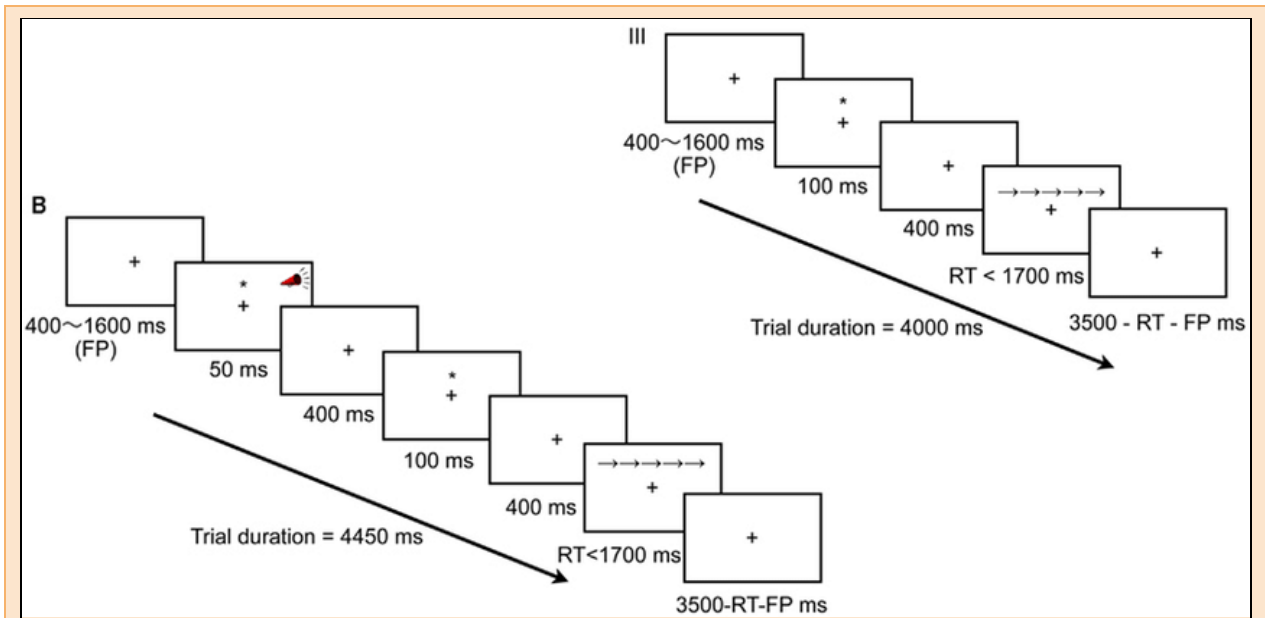 III
+
*
+
400～1600 ms
(FP)
+
100 ms
→→→→→
+
400 ms
+
RT < 1700 ms
Trial duration = 4000 ms
3500 - RT - FP ms
B
+
*
+
400～1600 ms
(FP)
+
50 ms
*
+
400 ms
+
100 ms
→→→→→
+
400 ms
+
Trial duration = 4450 ms
RT<1700 ms
3500-RT-FP ms